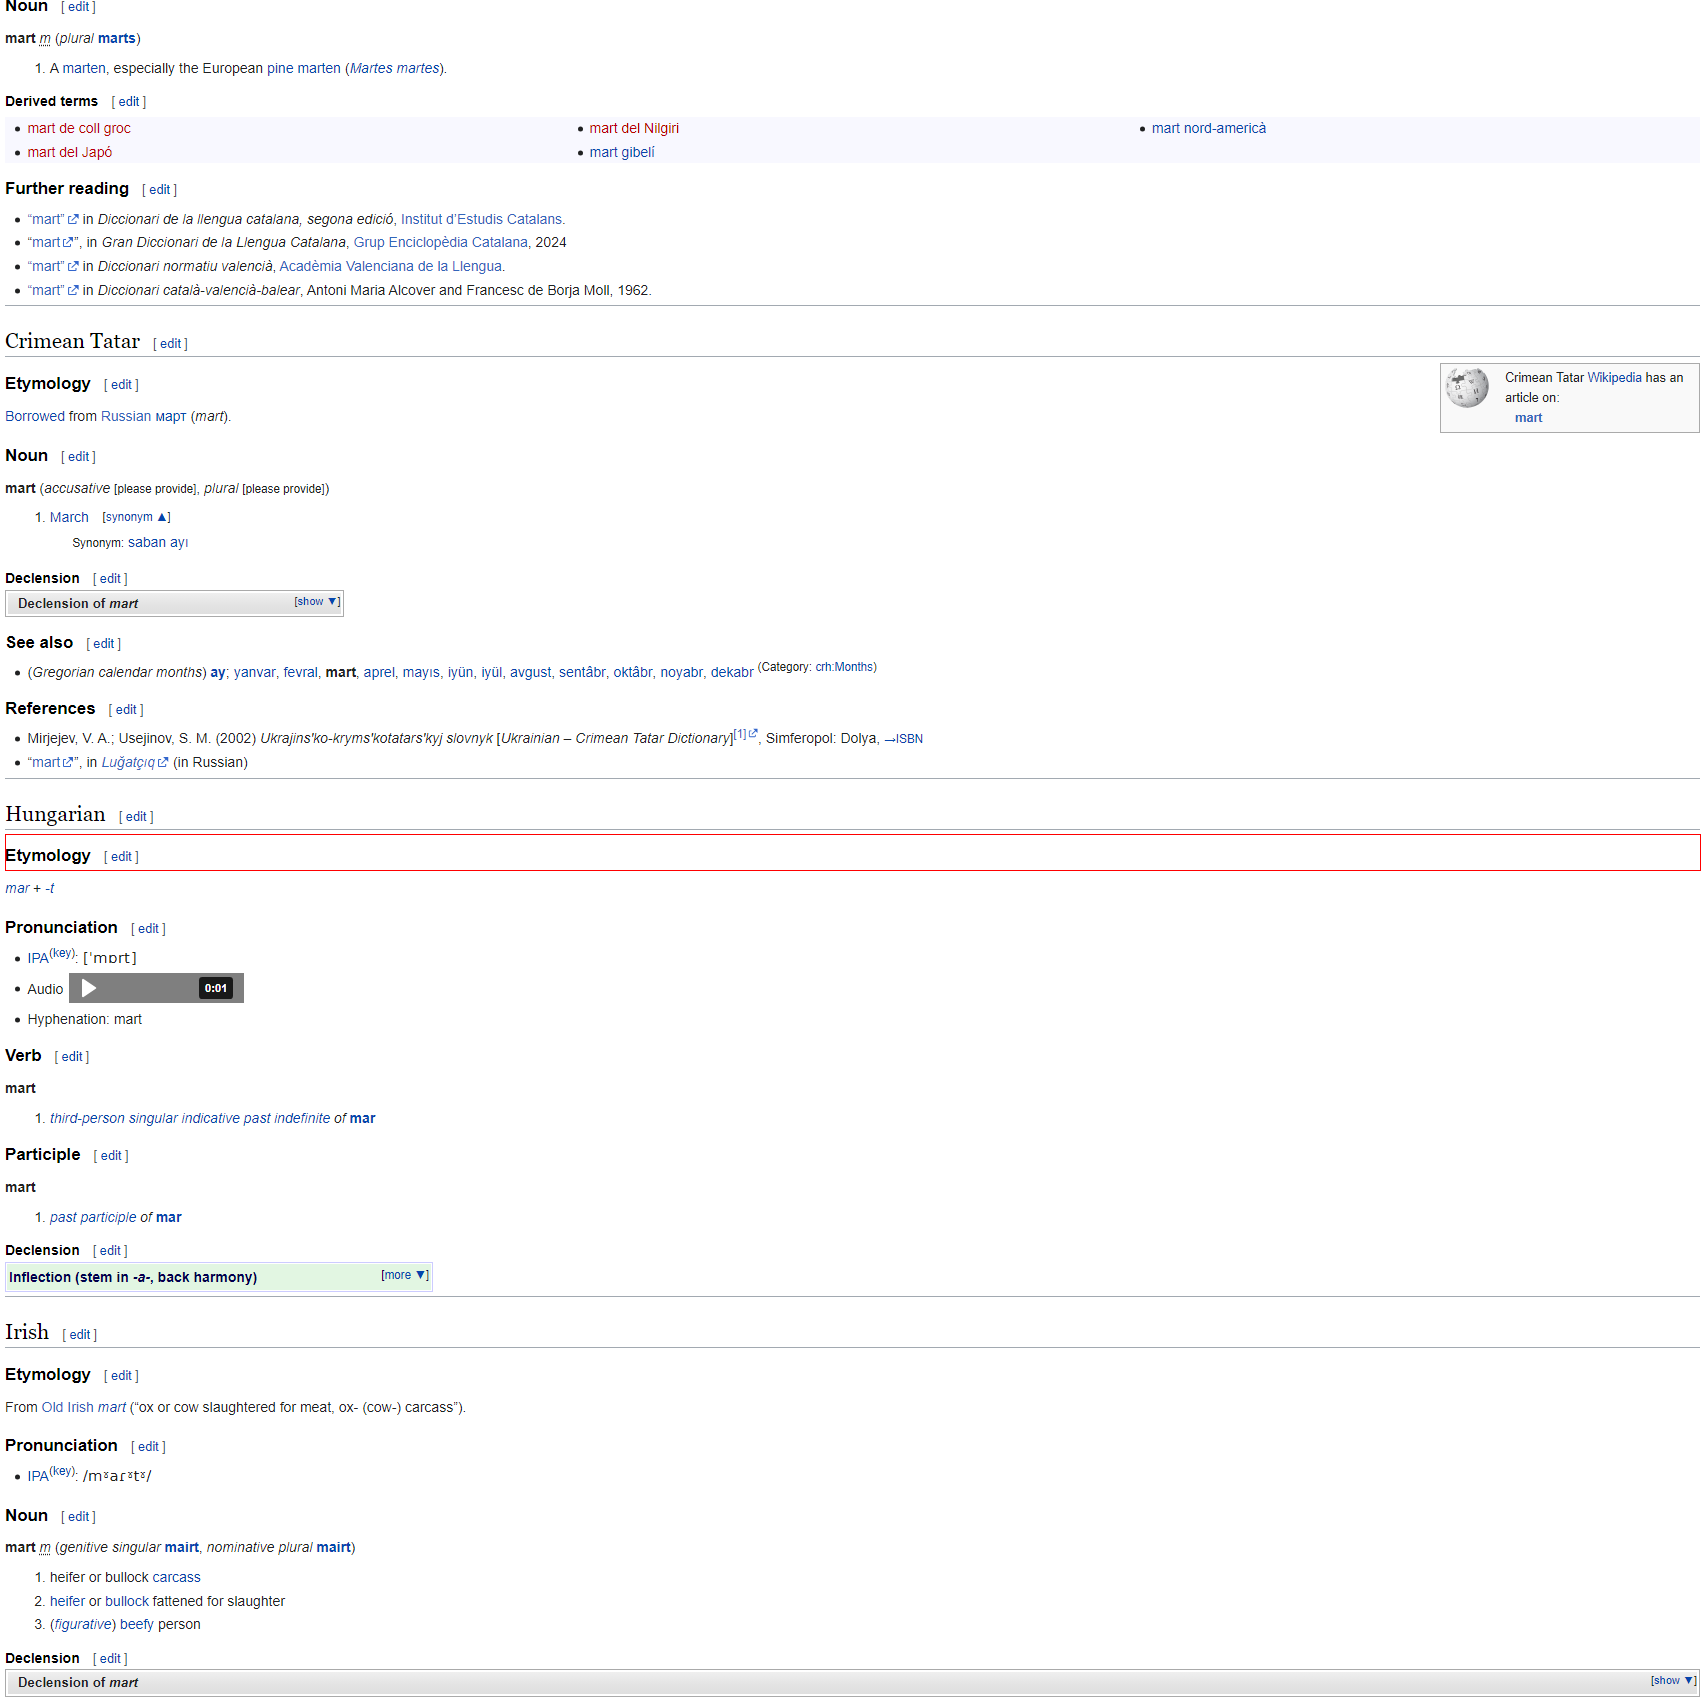 Noun [ edit ]
mart m (plural marts)
1. A marten, especially the European pine marten (Martes martes).
Derived terms [ edit ]
• mart de coll groc
• mart del Japó
• mart del Nilgiri
• mart gibelí
• mart nord-americà
Further reading [ edit ]
• “mart” in Diccionari de la llengua catalana, segona edició, Institut d’Estudis Catalans.
• “mart”, in Gran Diccionari de la Llengua Catalana, Grup Enciclopèdia Catalana, 2024
• “mart” in Diccionari normatiu valencià, Acadèmia Valenciana de la Llengua.
• “mart” in Diccionari català-valencià-balear, Antoni Maria Alcover and Francesc de Borja Moll, 1962.
Crimean Tatar [ edit ]
Crimean Tatar Wikipedia has an
article on:
mart
Etymology [ edit ]
Borrowed from Russian март (mart).
Noun [ edit ]
mart (accusative [please provide], plural [please provide])
1. March [synonym ▲]
Synonym: saban ayı
Declension [ edit ]
Declension of mart [show ▼]
See also [ edit ]
• (Gregorian calendar months) ay; yanvar, fevral, mart, aprel, mayıs, iyün, iyül, avgust, sentâbr, oktâbr, noyabr, dekabr (Category: crh:Months)
References [ edit ]
• Mirjejev, V. A.; Usejinov, S. M. (2002) Ukrajins'ko-kryms'kotatars'kyj slovnyk [Ukrainian – Crimean Tatar Dictionary][1], Simferopol: Dolya, →ISBN
• “mart”, in Luğatçıq (in Russian)
Hungarian [ edit ]
Etymology [ edit ]
mar + -t
Pronunciation [ edit ]
• IPA(key): [ˈmɒrt]
• Audio 0:01
• Hyphenation: mart
Verb [ edit ]
mart
1. third-person singular indicative past indefinite of mar
Participle [ edit ]
mart
1. past participle of mar
Declension [ edit ]
Inflection (stem in -a-, back harmony) [more ▼]
Irish [ edit ]
Etymology [ edit ]
From Old Irish mart (“ox or cow slaughtered for meat, ox- (cow-) carcass”).
Pronunciation [ edit ]
• IPA(key): /mˠaɾˠtˠ/
Noun [ edit ]
mart m (genitive singular mairt, nominative plural mairt)
1. heifer or bullock carcass
2. heifer or bullock fattened for slaughter
3. (figurative) beefy person
Declension [ edit ]
Declension of mart [show ▼]